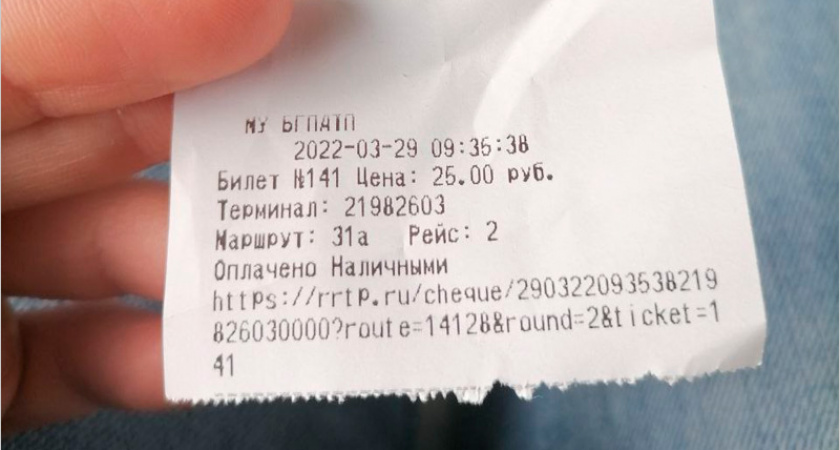 МУ БГПАТП
2022-03-29 09:35:38
Билет №141 Цена: 25.00 руб.
Терминал: 21982603
Маршрут: 31а Рейс: 2
Оплачено Наличными
https://rrtp.ru/cheque/290322093538219
826030000?route=14128&round=2&ticket=1
41